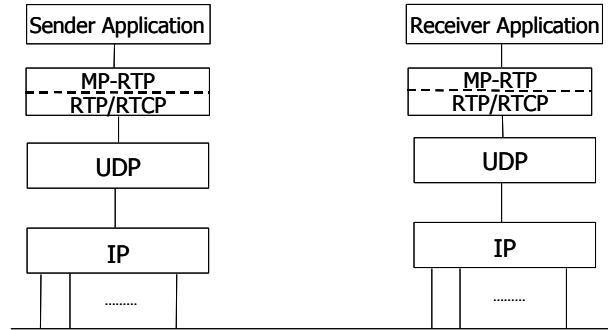 Sender Application
MP-RTP
RTP/RTCP
UDP
IP
.........
Receiver Application
MP-RTP
RTP/RTCP
UDP
IP
.........